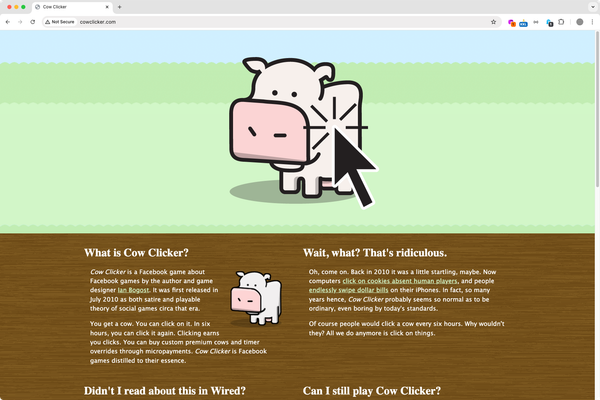 Cow Clicker
Not Secure
cowclicker.com
What is Cow Clicker?
Cow Clicker is a Facebook game about
Facebook games by the author and game
designer Ian Bogost. It was first released in
July 2010 as both satire and playable
theory of social games circa that era.
You get a cow. You can click on it. In six
hours, you can click it again. Clicking earns
you clicks. You can buy custom premium cows and timer
overrides through micropayments. Cow Clicker is Facebook
games distilled to their essence.
Wait, what? That's ridiculous.
Oh, come on. Back in 2010 it was a little startling, maybe. Now
computers click on cookies absent human players, and people
endlessly swipe dollar bills on their iPhones. In fact, so many
years hence, Cow Clicker probably seems so normal as to be
ordinary, even boring by today's standards.
Of course people would click a cow every six hours. Why wouldn't
they? All we do anymore is click on things.
Didn't I read about this in Wired?
Can I still play Cow Clicker?